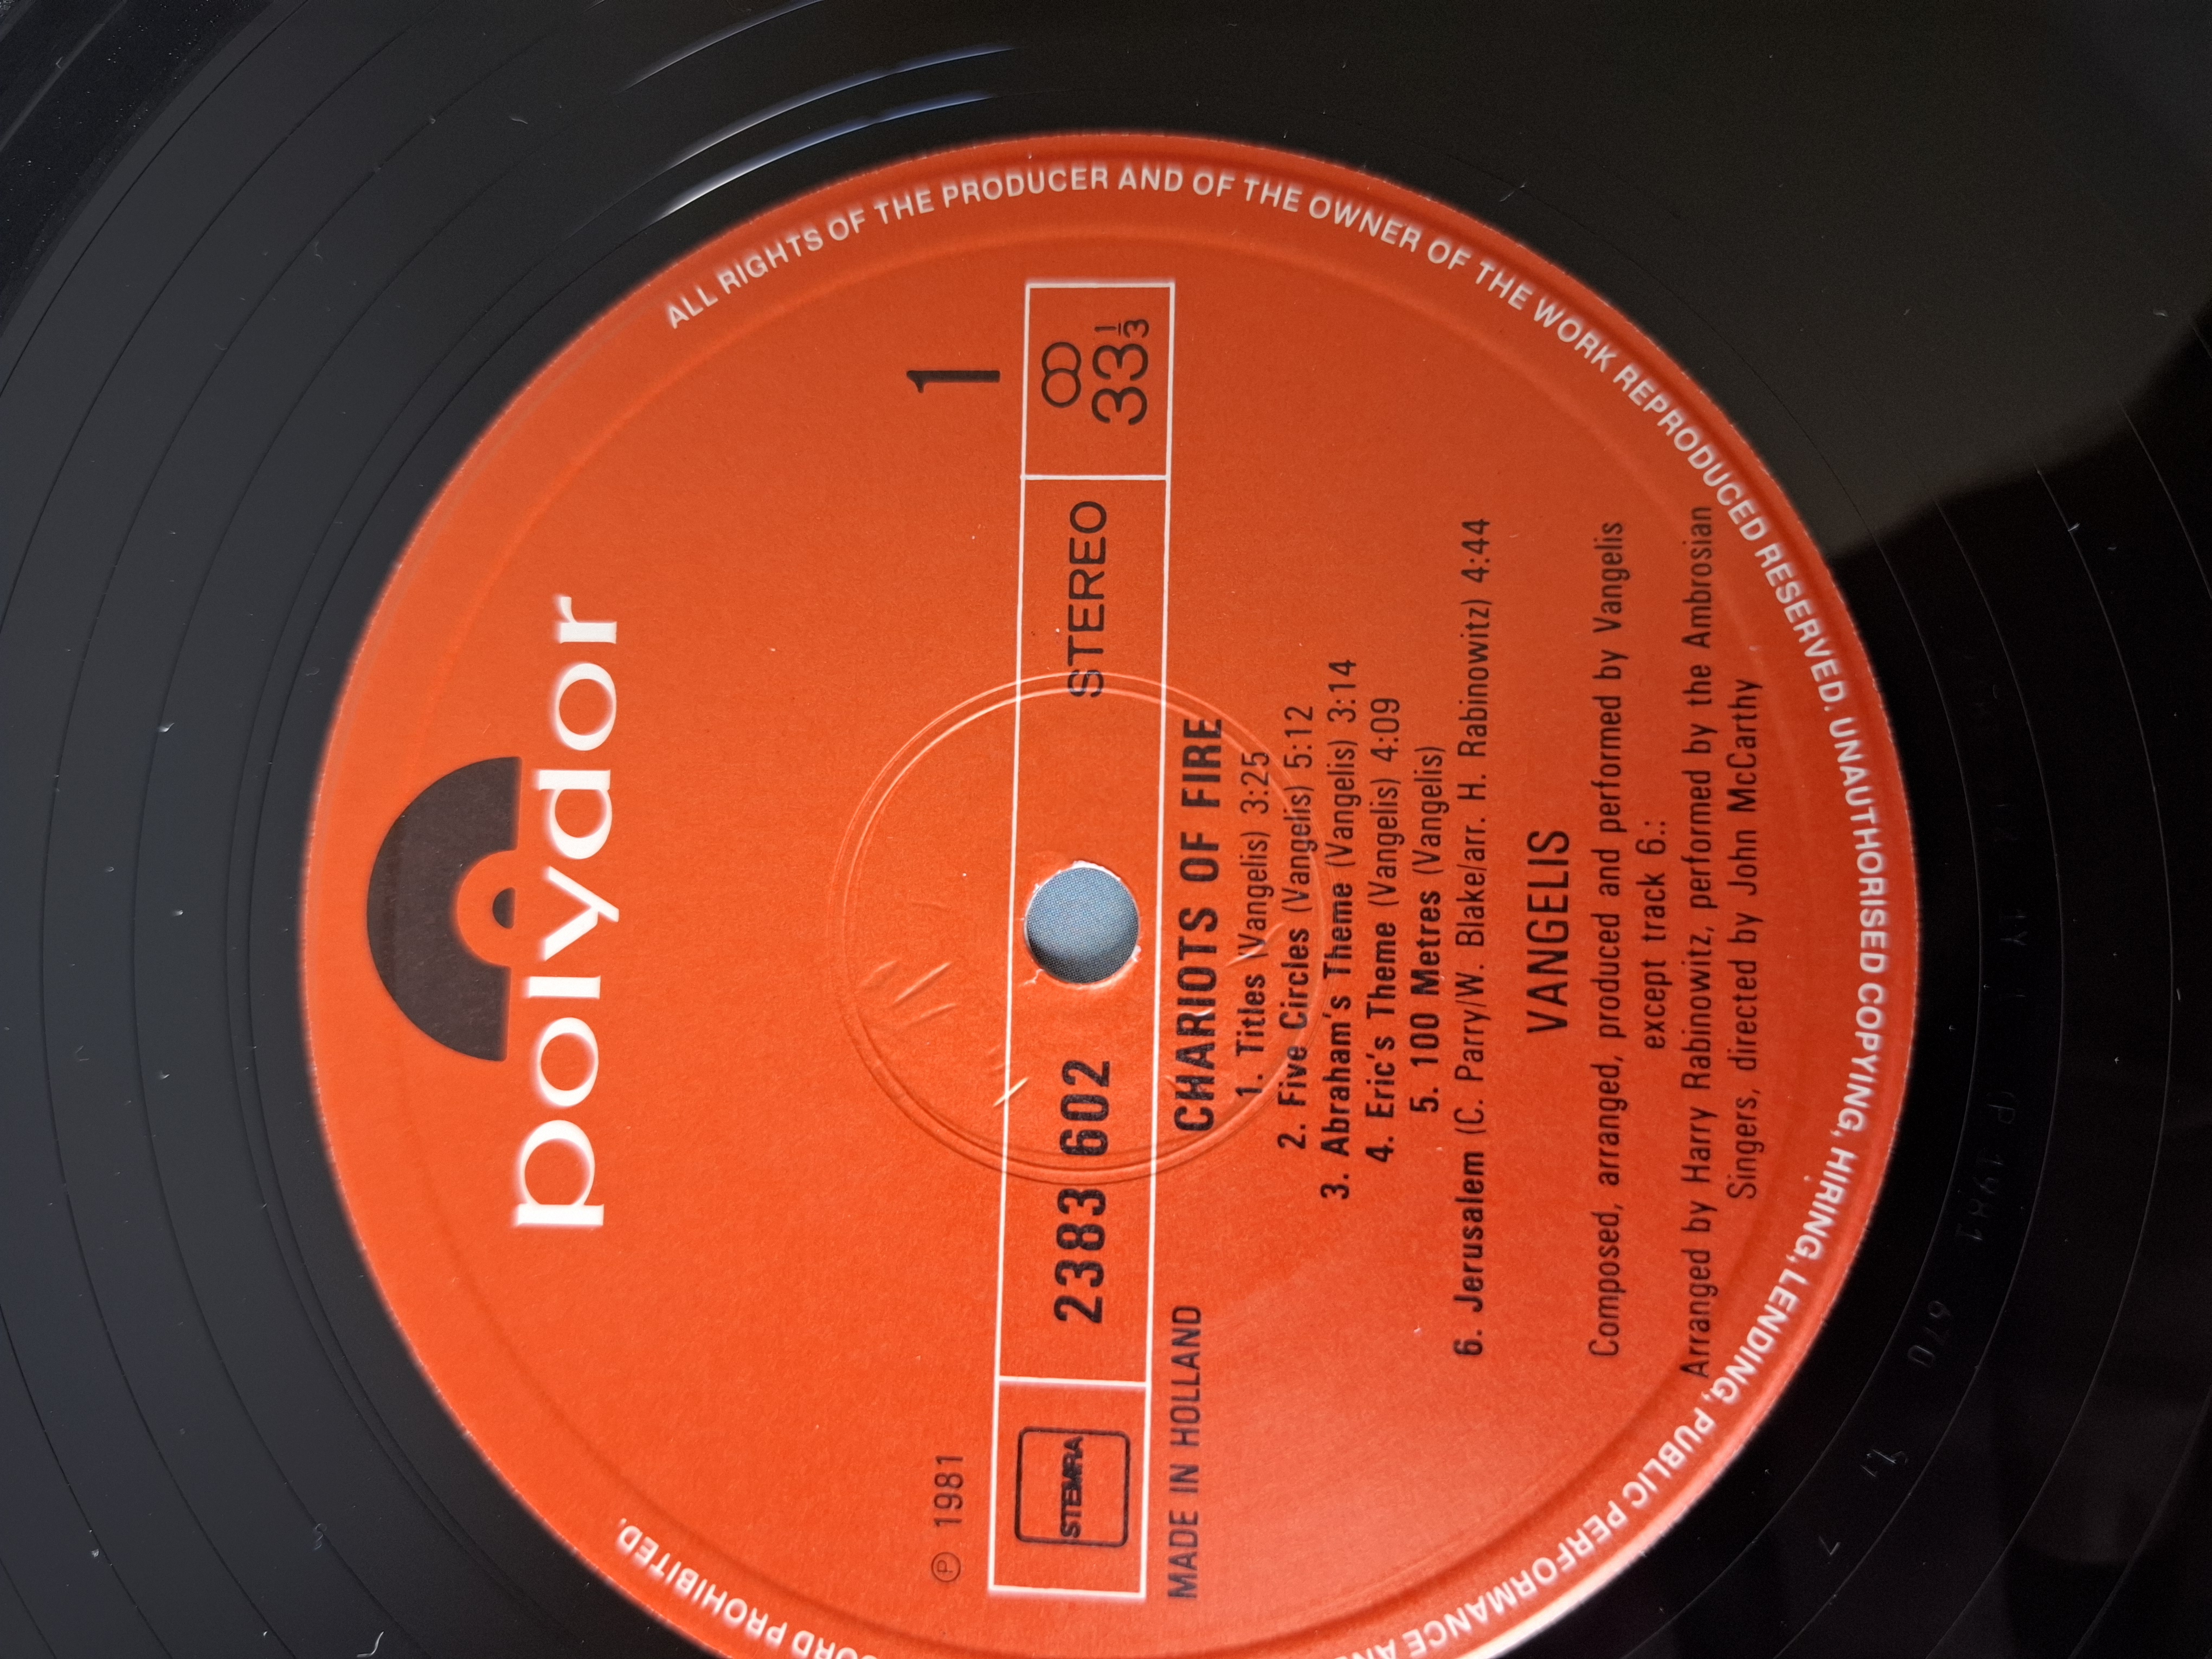 polydor
1
℗ 1981
STEMRA
2383 602
STEREO
33 1/3
MADE IN HOLLAND
CHARIOTS OF FIRE
1. Titles (Vangelis) 3:25
2. Five Circles (Vangelis) 5:12
3. Abraham's Theme (Vangelis) 3:14
4. Eric's Theme (Vangelis) 4:09
5. 100 Metres (Vangelis)
6. Jerusalem (C. Parry/W. Blake/arr. H. Rabinowitz) 4:44
VANGELIS
Composed, arranged, produced and performed by Vangelis
except track 6.:
Arranged by Harry Rabinowitz, performed by the Ambrosian
Singers, directed by John McCarthy
ALL RIGHTS OF THE PRODUCER AND OF THE OWNER OF THE WORK REPRODUCED RESERVED. UNAUTHORISED COPYING, HIRING, LENDING, PUBLIC PERFORMANCE PROHIBITED.